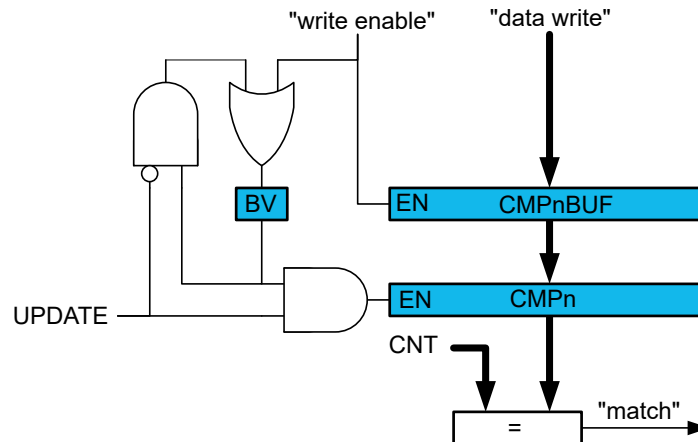 "write enable"
"data write"
BV
EN
CMPnBUF
EN
CMPn
UPDATE
CNT
=
"match"